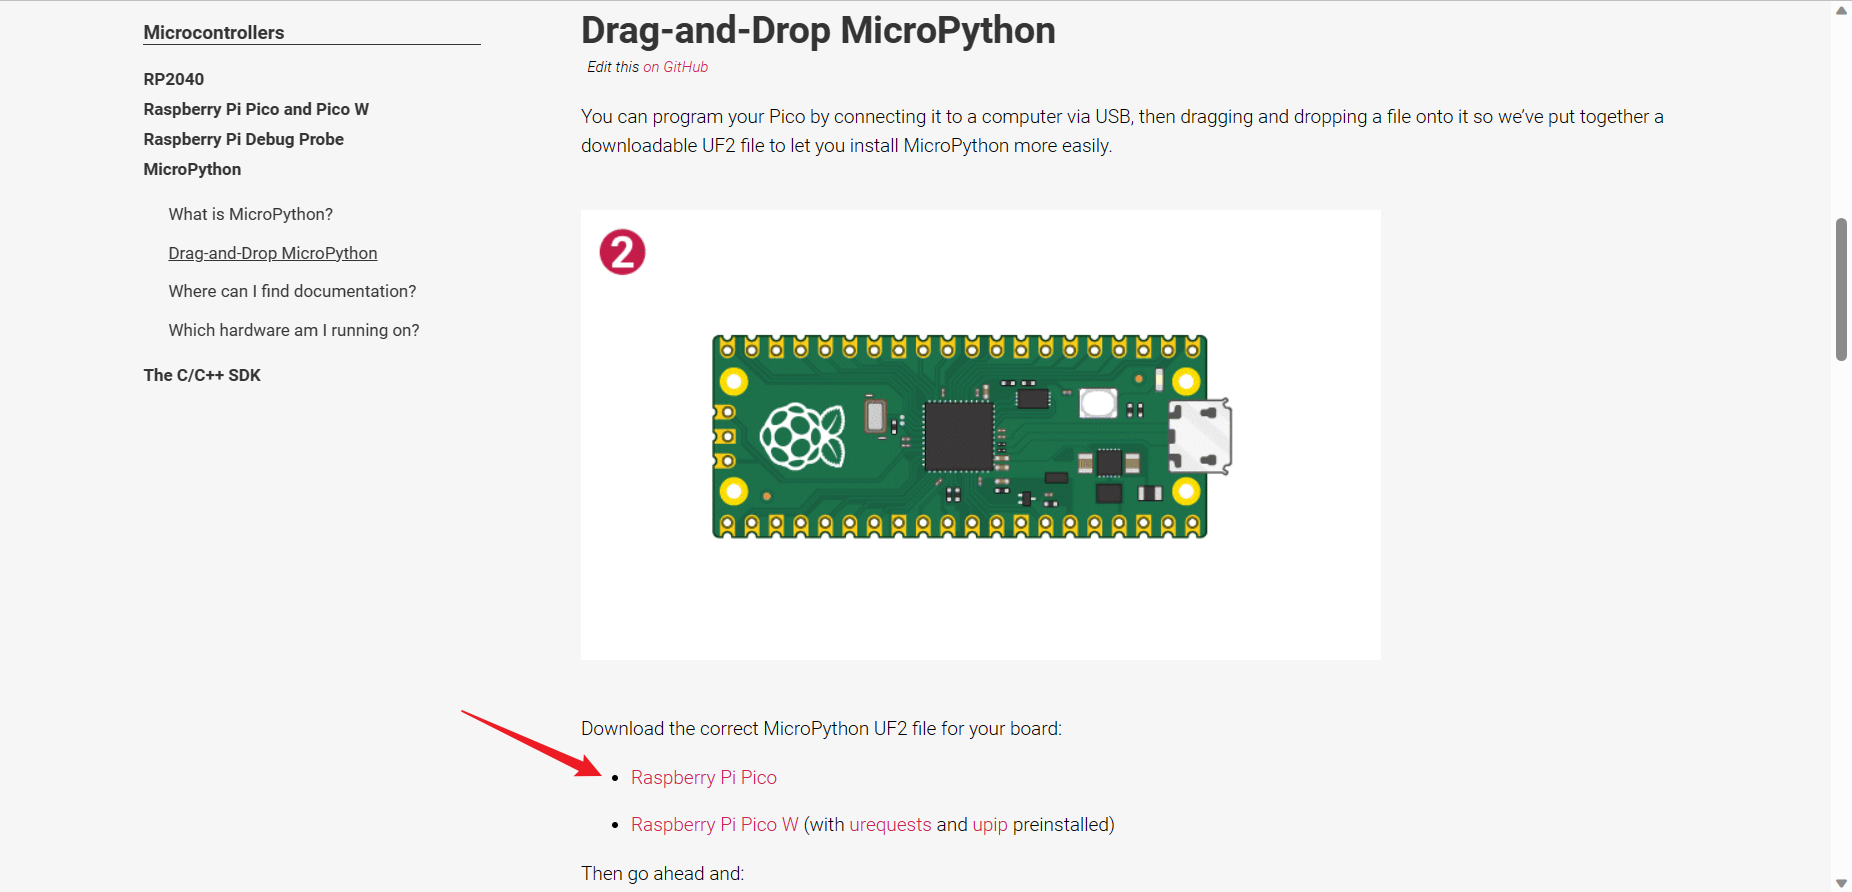 Microcontrollers
RP2040
Raspberry Pi Pico and Pico W
Raspberry Pi Debug Probe
MicroPython
What is MicroPython?
Drag-and-Drop MicroPython
Where can I find documentation?
Which hardware am I running on?
The C/C++ SDK
Drag-and-Drop MicroPython
Edit this on GitHub
You can program your Pico by connecting it to a computer via USB, then dragging and dropping a file onto it so we’ve put together a
downloadable UF2 file to let you install MicroPython more easily.
2
Download the correct MicroPython UF2 file for your board:
• Raspberry Pi Pico
• Raspberry Pi Pico W (with urequests and upip preinstalled)
Then go ahead and: